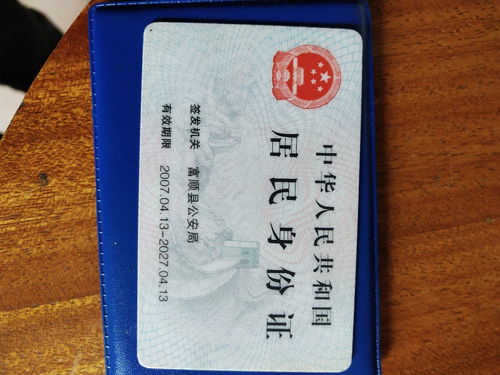 中华人民共和国
居民身份证
签发机关 富顺县公安局
有效期限 2007.04.13-2027.04.13